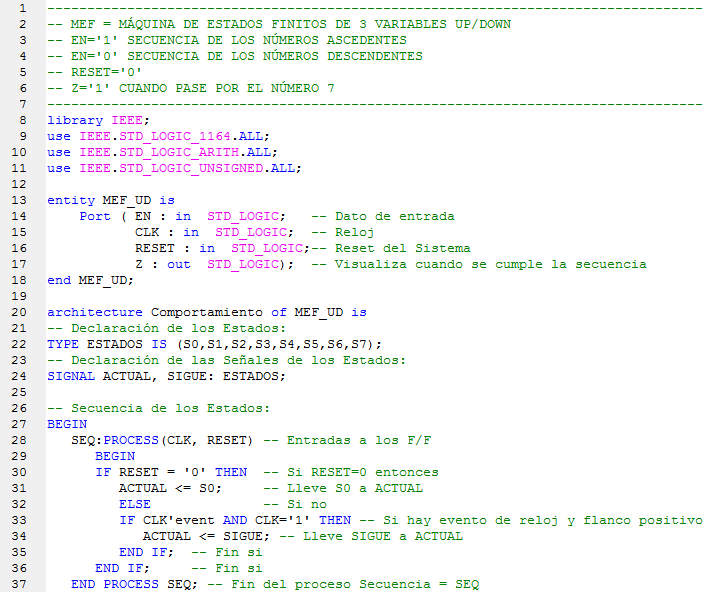 1 -----------------------------------------------------------------------------------
2 -- MEF = MÁQUINA DE ESTADOS FINITOS DE 3 VARIABLES UP/DOWN
3 -- EN='1' SECUENCIA DE LOS NÚMEROS ASCEDENTES
4 -- EN='0' SECUENCIA DE LOS NÚMEROS DESCENDENTES
5 -- RESET='0'
6 -- Z='1' CUANDO PASE POR EL NÚMERO 7
7 -----------------------------------------------------------------------------------
8 library IEEE;
9 use IEEE.STD_LOGIC_1164.ALL;
10 use IEEE.STD_LOGIC_ARITH.ALL;
11 use IEEE.STD_LOGIC_UNSIGNED.ALL;
12
13 entity MEF_UD is
14     Port ( EN : in  STD_LOGIC;   -- Dato de entrada
15            CLK : in  STD_LOGIC;  -- Reloj
16            RESET : in  STD_LOGIC;-- Reset del Sistema
17            Z : out  STD_LOGIC);  -- Visualiza cuando se cumple la secuencia
18 end MEF_UD;
19
20 architecture Comportamiento of MEF_UD is
21 -- Declaración de los Estados:
22 TYPE ESTADOS IS (S0,S1,S2,S3,S4,S5,S6,S7);
23 -- Declaración de las Señales de los Estados:
24 SIGNAL ACTUAL, SIGUE: ESTADOS;
25
26 -- Secuencia de los Estados:
27 BEGIN
28    SEQ:PROCESS(CLK, RESET) -- Entradas a los F/F
29       BEGIN
30       IF RESET = '0' THEN  -- Si RESET=0 entonces
31          ACTUAL <= S0;     -- Lleve S0 a ACTUAL
32          ELSE              -- Si no
33          IF CLK'event AND CLK='1' THEN -- Si hay evento de reloj y flanco positivo
34             ACTUAL <= SIGUE; -- Lleve SIGUE a ACTUAL
35          END IF;  -- Fin si
36       END IF;     -- Fin si
37    END PROCESS SEQ; -- Fin del proceso Secuencia = SEQ